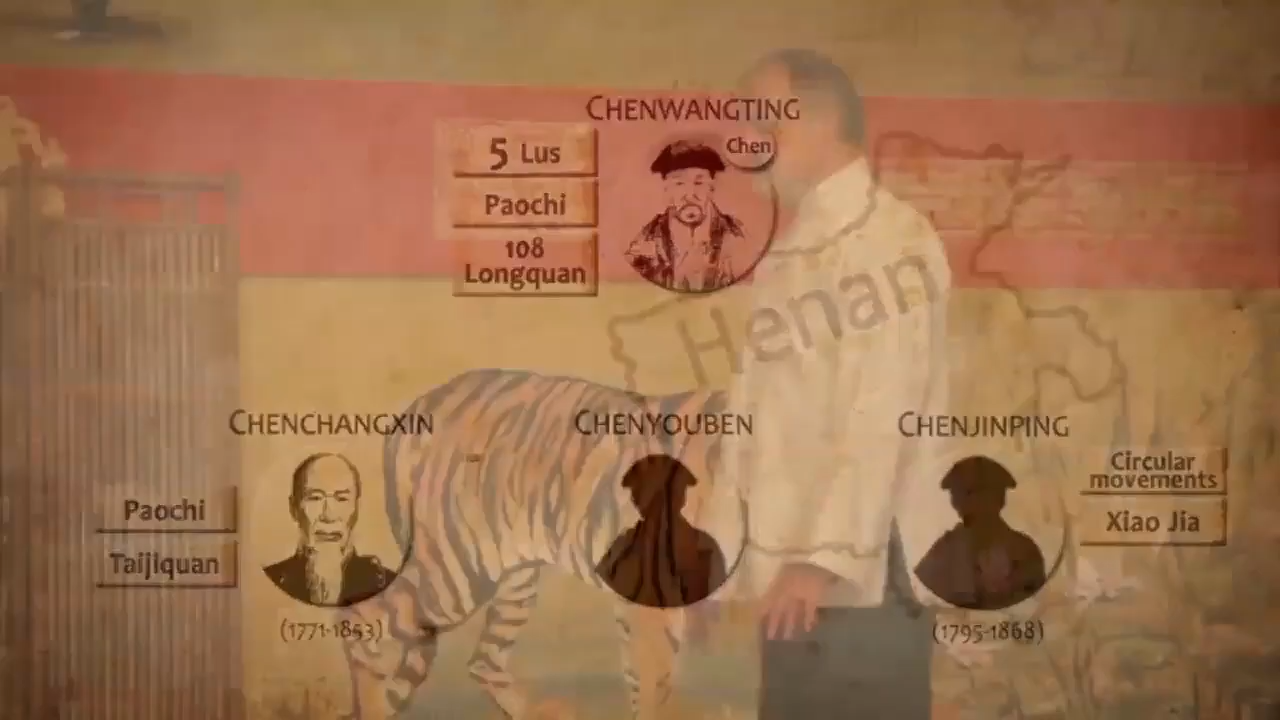 CHENWANGTING
5 Lus
Chen
Paochi
108
Longquan
Henan
CHENCHANGXIN
CHENYOUBEN
CHENJINPING
Paochi
Taijiquan
Circular
movements
Xiao Jia
(1771-1853)
(1795-1868)